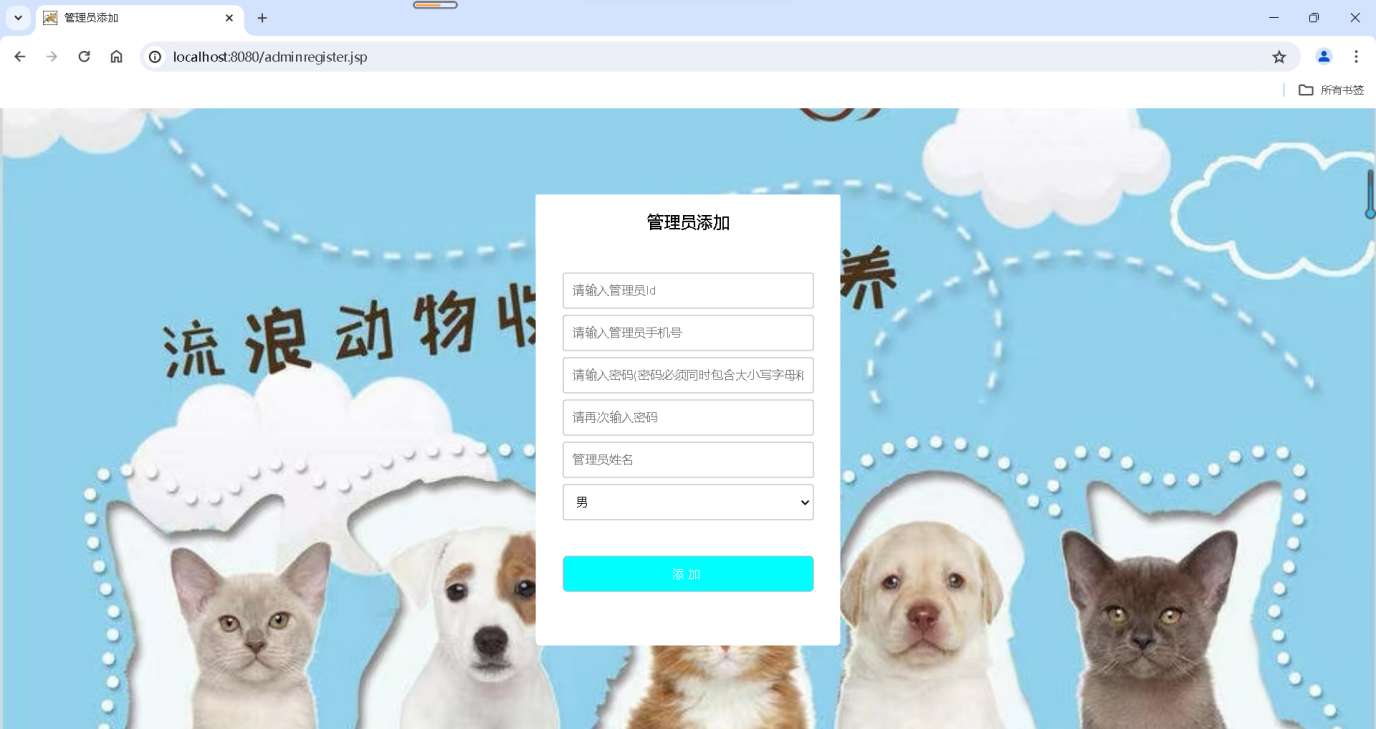 管理员添加
localhost:8080/adminregister.jsp
所有书签
管理员添加
流浪动物收
养
请输入管理员Id
请输入管理员手机号
请输入密码(密码必须同时包含大小写字母和
请再次输入密码
管理员姓名
男
添 加